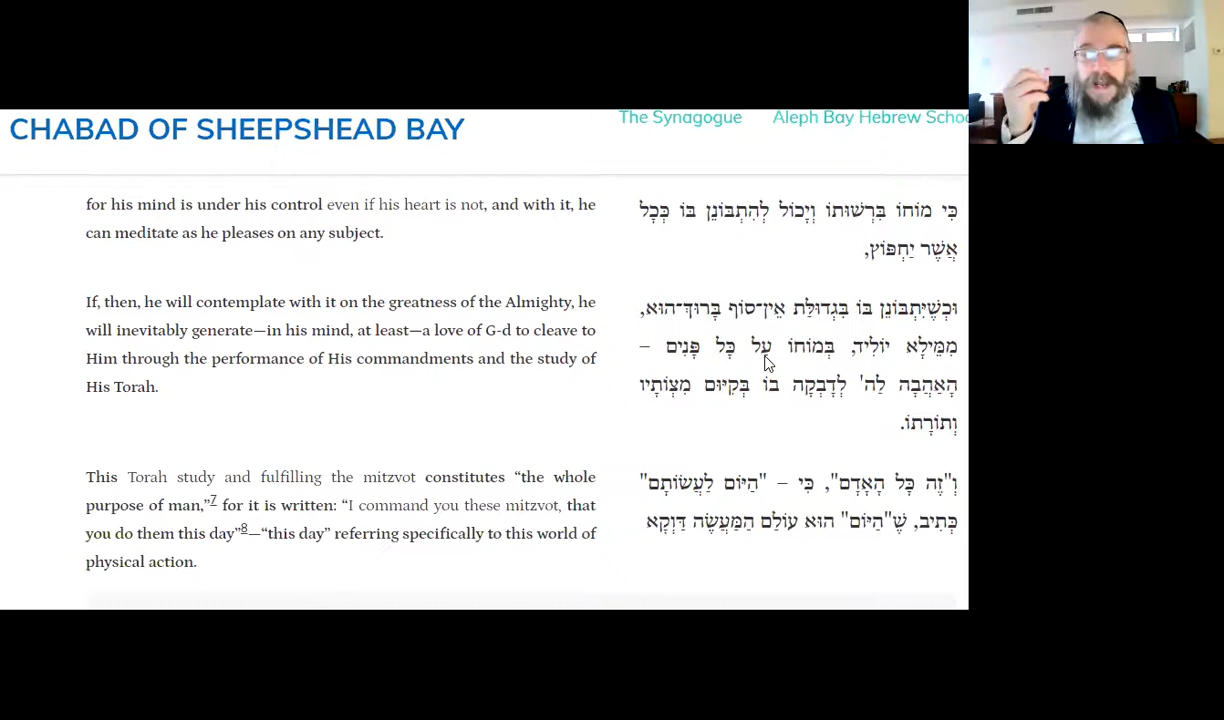 CHABAD OF SHEEPSHEAD BAY
The Synagogue
Aleph Bay Hebrew Schoo
for his mind is under his control even if his heart is not, and with it, he
can meditate as he pleases on any subject.
If, then, he will contemplate with it on the greatness of the Almighty, he
will inevitably generate—in his mind, at least—a love of G-d to cleave to
Him through the performance of His commandments and the study of
His Torah.
This Torah study and fulfilling the mitzvot constitutes “the whole
purpose of man,”7 for it is written: “I command you these mitzvot, that
you do them this day”8—“this day” referring specifically to this world of
physical action.
כִּי מוֹחוֹ בִּרְשׁוּתוֹ וְיָכוֹל לְהִתְבּוֹנֵן בּוֹ כְּכָל
אֲשֶׁר יַחְפּוֹץ,
וּכְשֶׁיִּתְבּוֹנֵן בּוֹ בִּגְדוּלַּת אֵין־סוֹף בָּרוּךְ־הוּא,
מִמֵּילָא יוֹלִיד, בְּמוֹחוֹ עַל כָּל פָּנִים –
הָאַהֲבָה לַה' לְדָבְקָה בוֹ בְּקִיּוּם מִצְוֹתָיו
וְתוֹרָתוֹ.
וְ"זֶה כָּל הָאָדָם", כִּי – "הַיּוֹם לַעֲשׂוֹתָם"
כְּתִיב, שֶׁ"הַיּוֹם" הוּא עוֹלַם הַמַּעֲשֶׂה דַּוְקָא